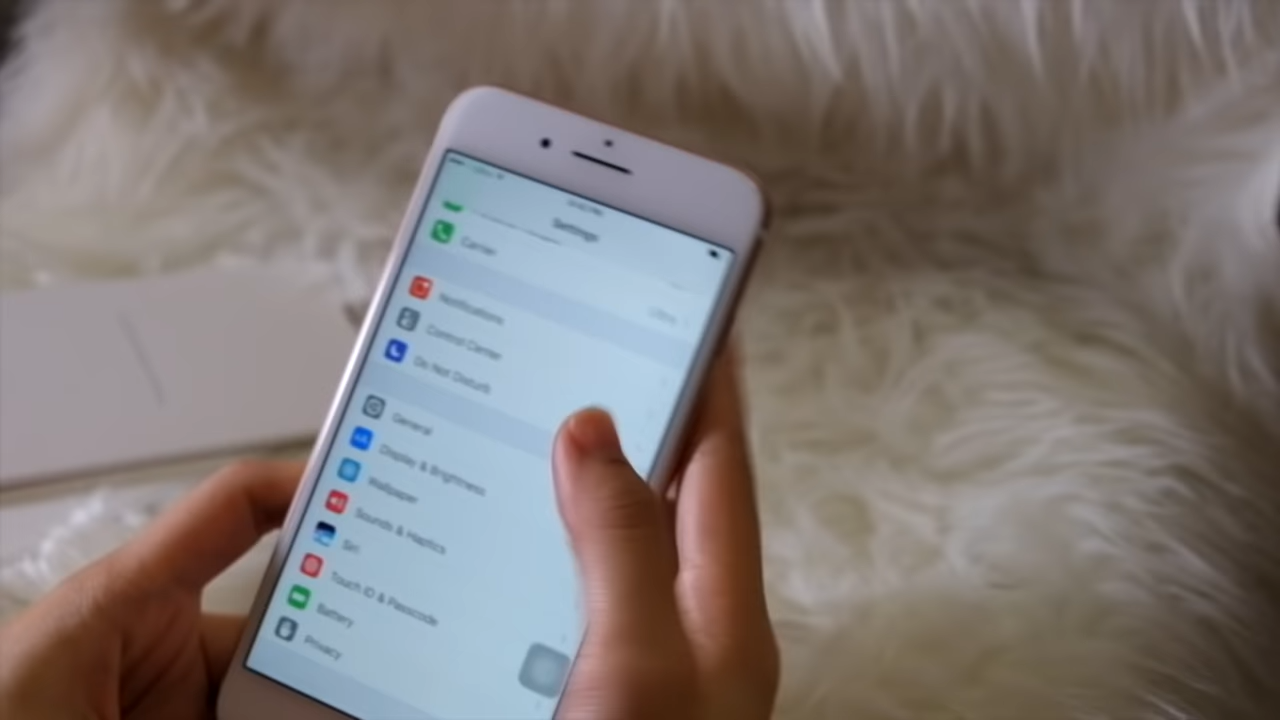 Settings
Carrier
Notifications
Control Center
Do Not Disturb
General
Display & Brightness
Wallpaper
Sounds & Haptics
Siri
Touch ID & Passcode
Battery
Privacy